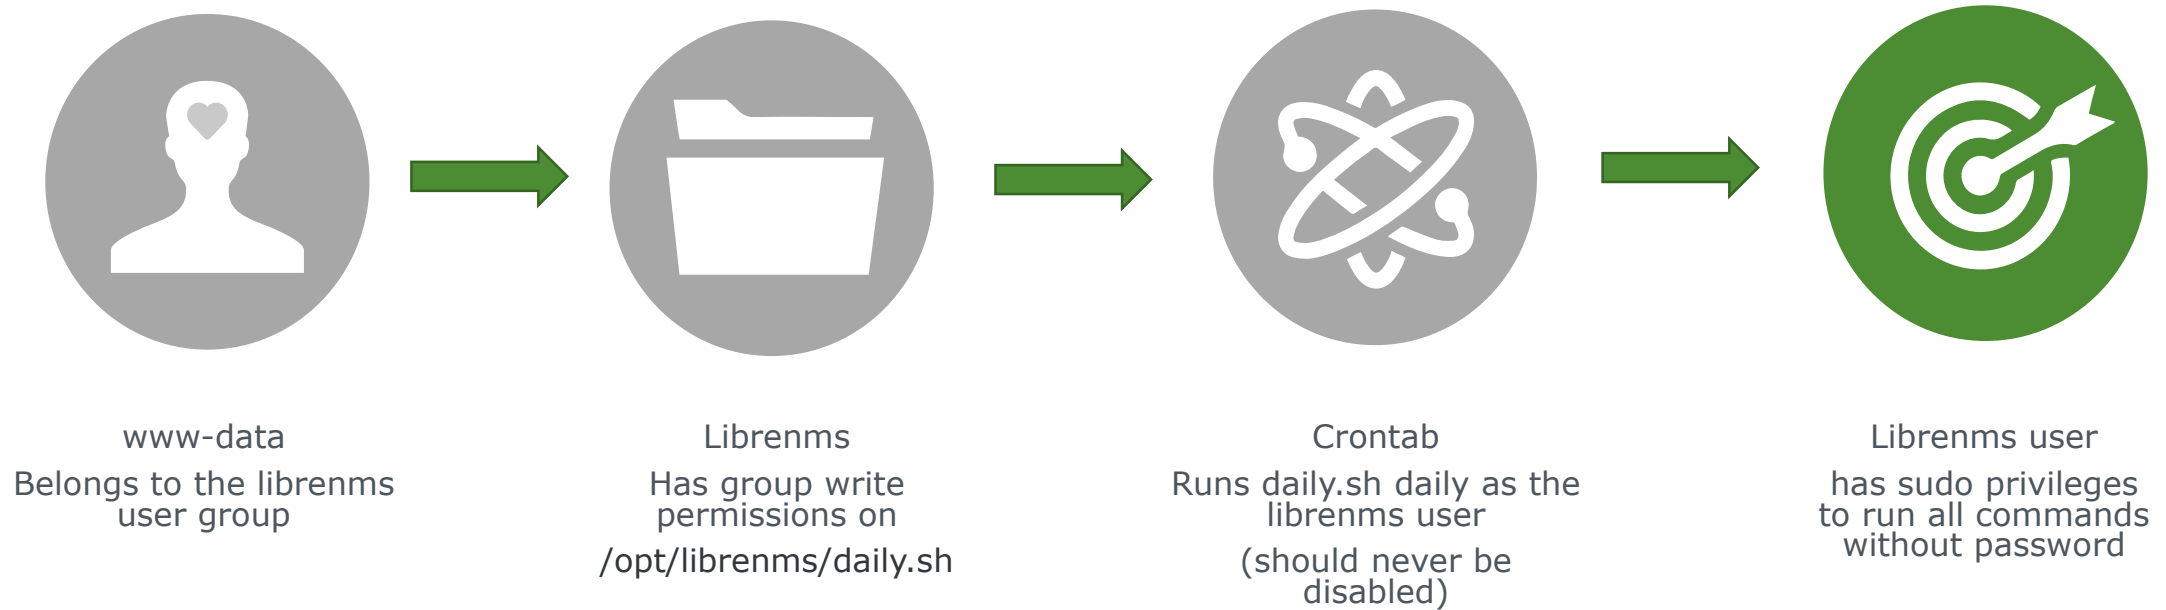 www-data
Belongs to the librenms
user group
Librenms
Has group write
permissions on
/opt/librenms/daily.sh
Crontab
Runs daily.sh daily as the
librenms user
(should never be
disabled)
Librenms user
has sudo privileges
to run all commands
without password